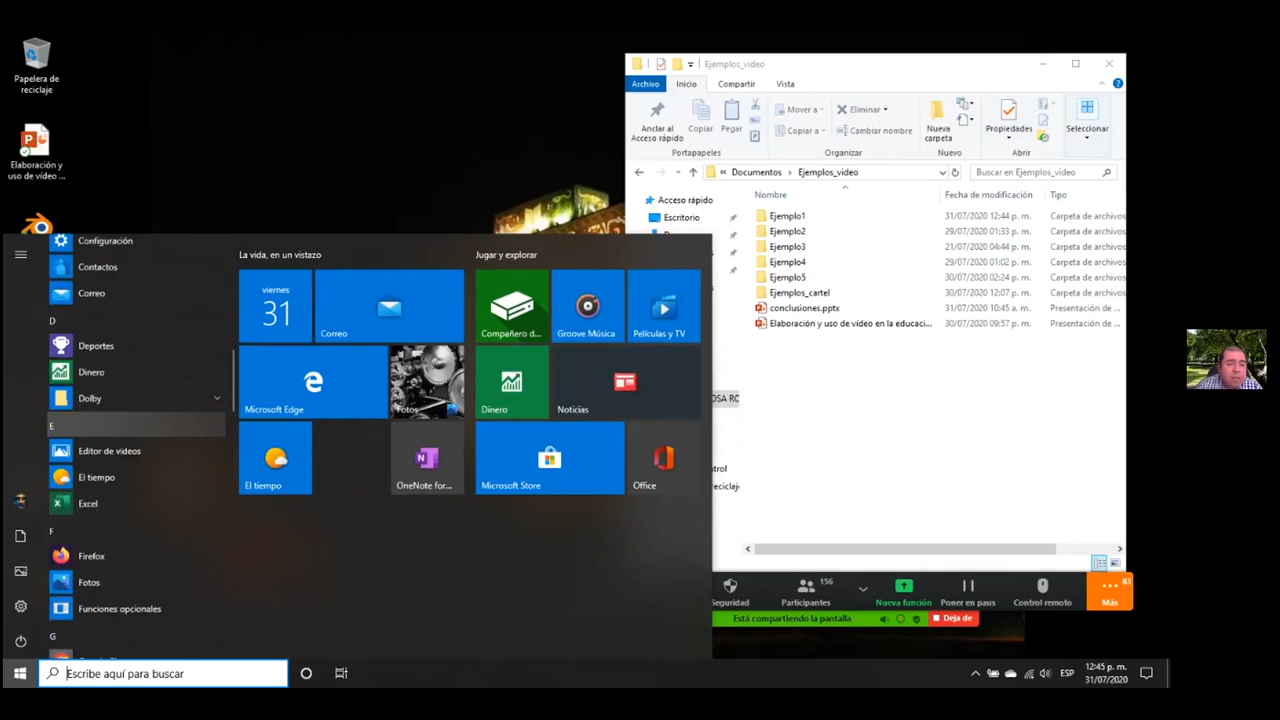 Papelera de
reciclaje
Elaboración y
uso de vídeo ...
Ejemplos_video
Archivo
Inicio
Compartir
Vista
Anclar al
Acceso rápido
Copiar
Pegar
Mover a
Copiar a
Eliminar
Cambiar nombre
Nueva
carpeta
Propiedades
Seleccionar
Portapapeles
Organizar
Nuevo
Abrir
« Documentos > Ejemplos_video
Buscar en Ejemplos_video
Acceso rápido
Escritorio
Nombre
Fecha de modificación
Tipo
Ejemplo1 31/07/2020 12:44 p. m. Carpeta de archivos
Ejemplo2 29/07/2020 01:33 p. m. Carpeta de archivos
Ejemplo3 21/07/2020 04:44 p. m. Carpeta de archivos
Ejemplo4 29/07/2020 01:02 p. m. Carpeta de archivos
Ejemplo5 30/07/2020 02:24 p. m. Carpeta de archivos
Ejemplos_cartel 30/07/2020 12:07 p. m. Carpeta de archivos
conclusiones.pptx 31/07/2020 10:45 a. m. Presentación de ...
Elaboración y uso de vídeo en la educaci... 30/07/2020 09:57 p. m. Presentación de ...
OSA RO
trol
reciclaje
Configuración
Contactos
Correo
D
Deportes
Dinero
Dolby
E
Editor de videos
El tiempo
Excel
F
Firefox
Fotos
Funciones opcionales
G
La vida, en un vistazo
viernes
31
Correo
Microsoft Edge
Fotos
El tiempo
OneNote for...
Jugar y explorar
Compañero d...
Groove Música
Películas y TV
Dinero
Noticias
Microsoft Store
Office
Seguridad
156
Participantes
Nueva función
Poner en paus
Control remoto
83
Más
Está compartiendo la pantalla
Deja de
Escribe aquí para buscar
ESP
12:45 p. m.
31/07/2020